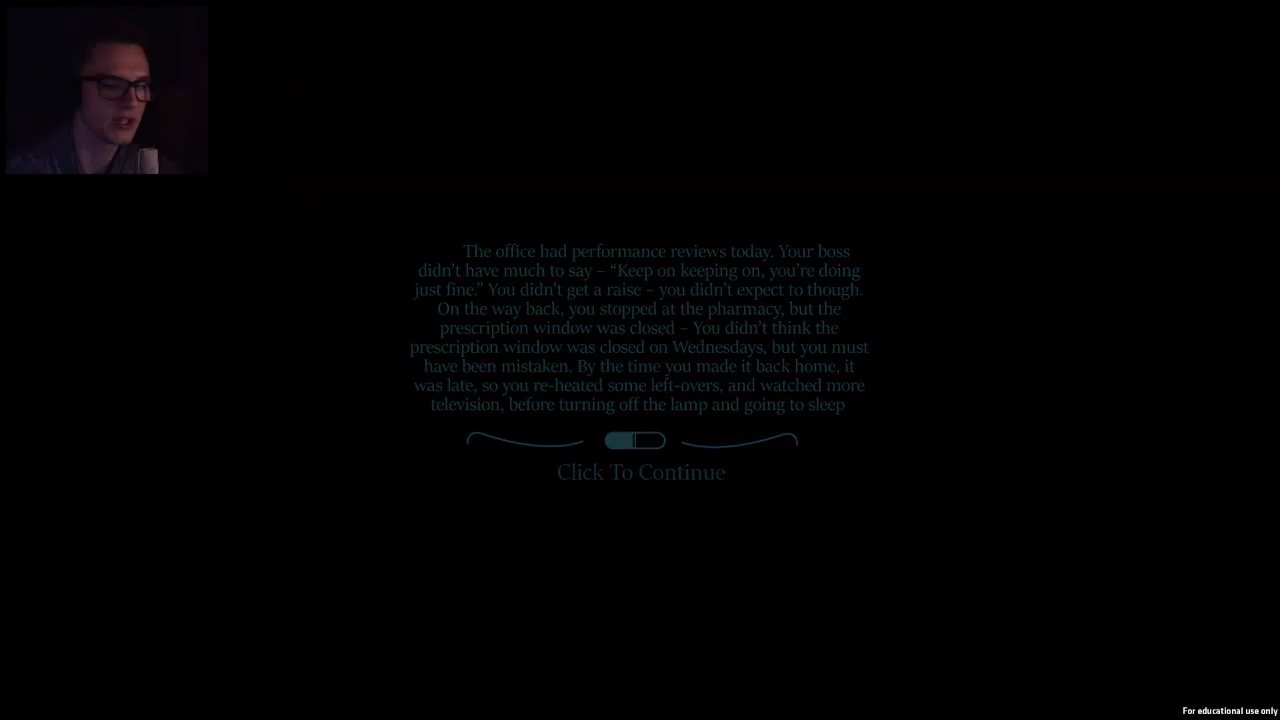 The office had performance reviews today. Your boss
didn't have much to say – “Keep on keeping on, you're doing
just fine.” You didn't get a raise – you didn't expect to though.
On the way back, you stopped at the pharmacy, but the
prescription window was closed – You didn't think the
prescription window was closed on Wednesdays, but you must
have been mistaken. By the time you made it back home, it
was late, so you re-heated some left-overs, and watched more
television, before turning off the lamp and going to sleep
Click To Continue
For educational use only